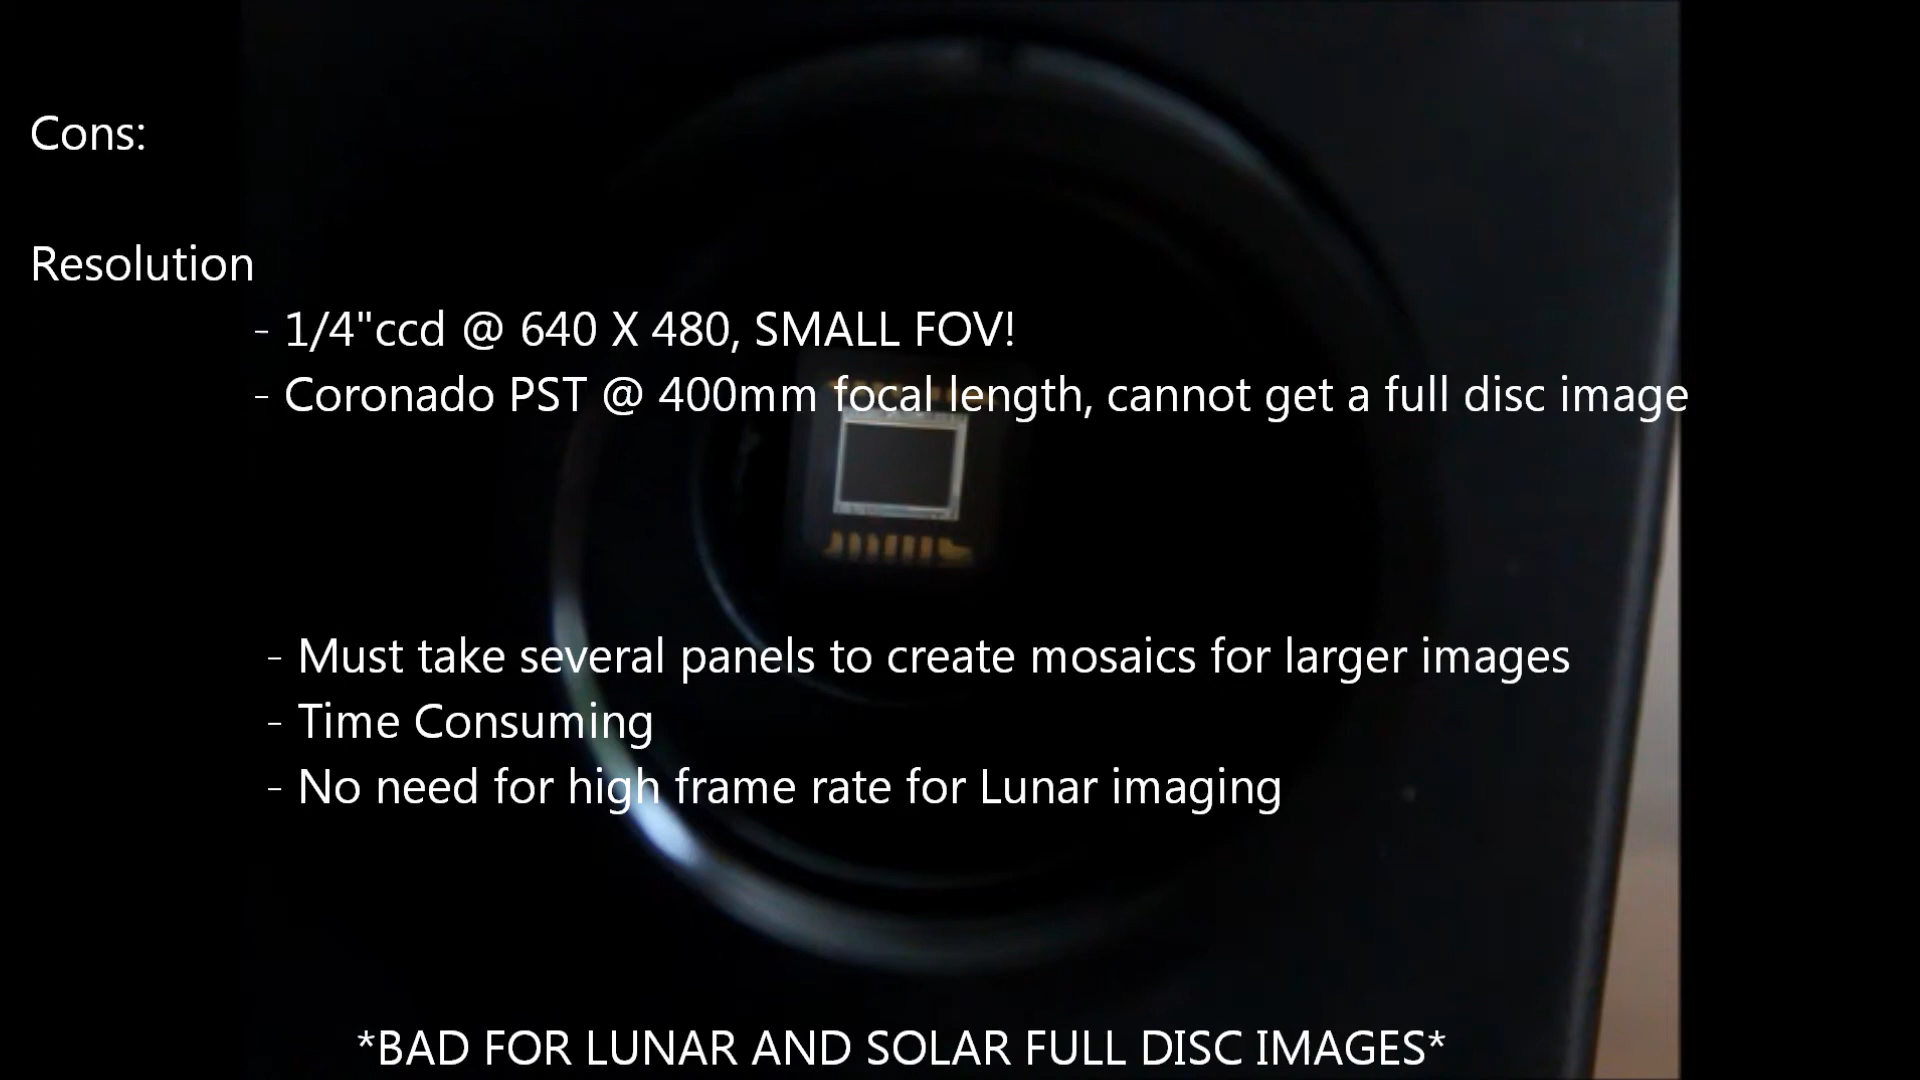 Cons:
Resolution
- 1/4"ccd @ 640 X 480, SMALL FOV!
- Coronado PST @ 400mm focal length, cannot get a full disc image
- Must take several panels to create mosaics for larger images
- Time Consuming
- No need for high frame rate for Lunar imaging
*BAD FOR LUNAR AND SOLAR FULL DISC IMAGES*